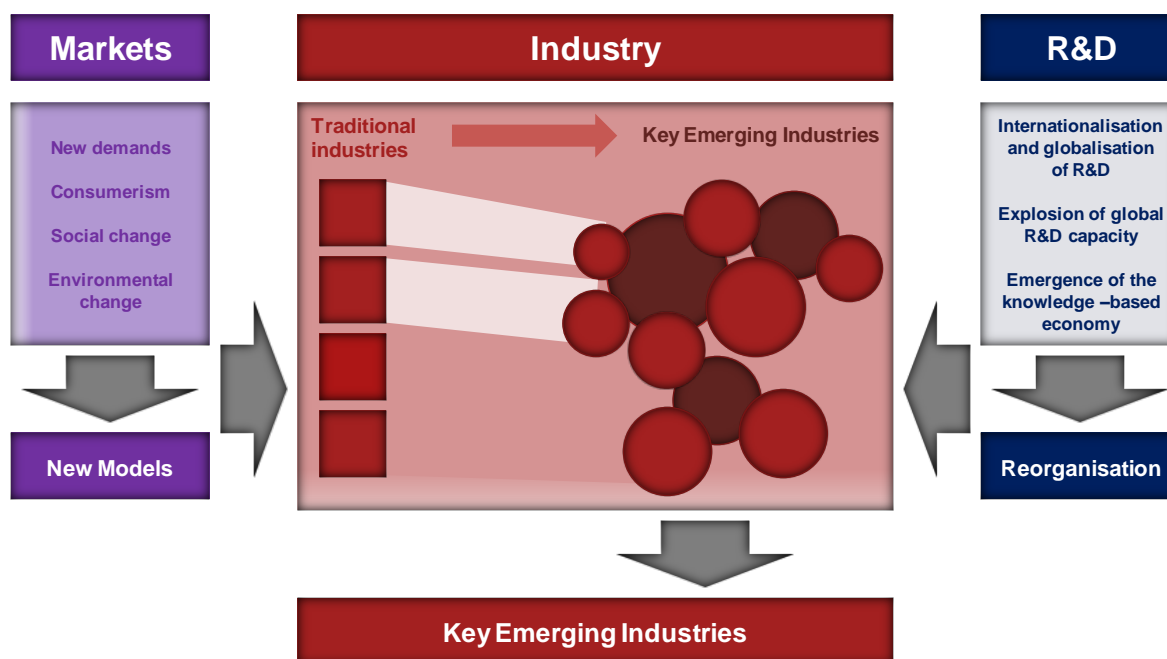 Markets
New demands
Consumerism
Social change
Environmental
change
New Models
Industry
Traditional
industries
Key Emerging Industries
Key Emerging Industries
R&D
Internationalisation
and globalisation
of R&D
Explosion of global
R&D capacity
Emergence of the
knowledge –based
economy
Reorganisation